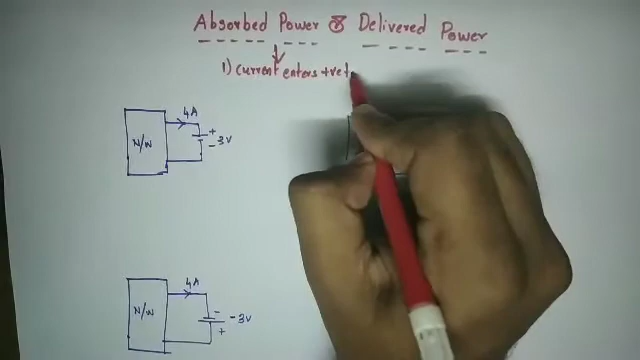 Absorbed Power & Delivered Power
1) Current enters +ve t
4A
N/W
+
- 3V
4A
N/W
-
- 3V
+